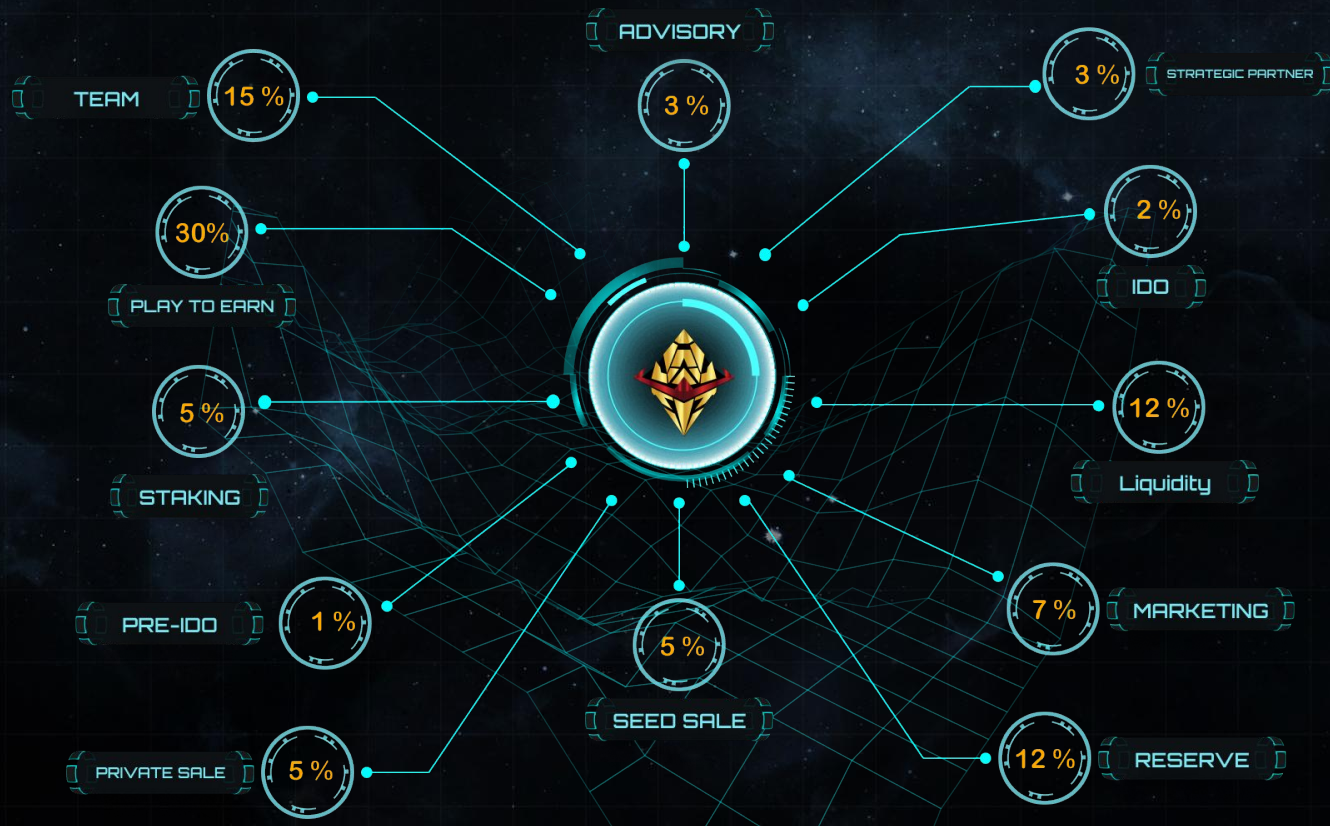 ADVISORY
3 %
TEAM
15 %
3 %
STRATEGIC PARTNER
30%
PLAY TO EARN
2 %
IDO
5 %
STAKING
12 %
Liquidity
PRE-IDO
1 %
5 %
SEED SALE
7 %
MARKETING
PRIVATE SALE
5 %
12 %
RESERVE